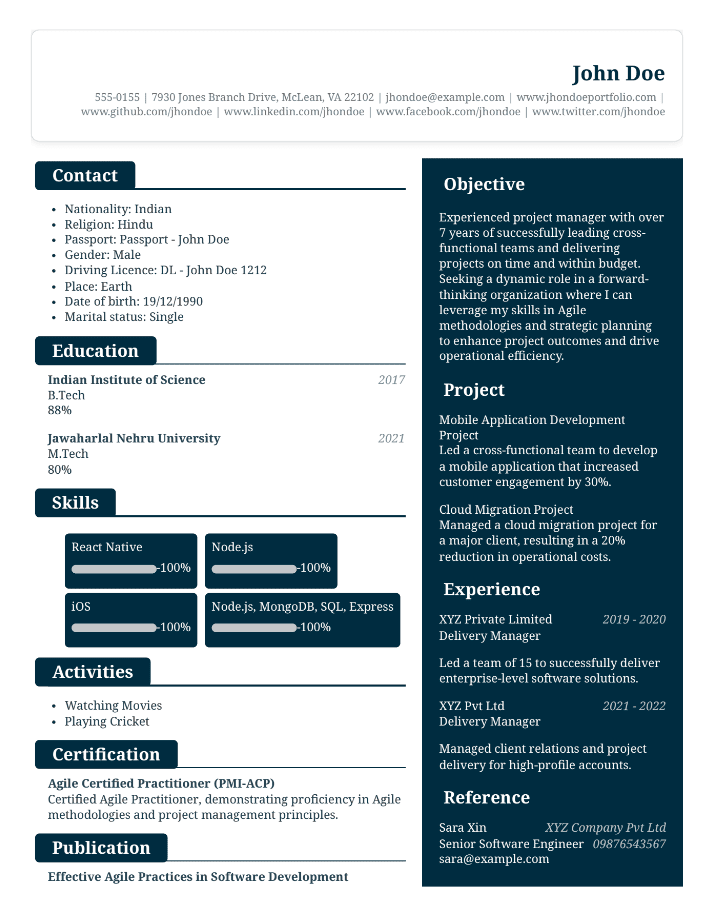 John Doe
555-0155 | 7930 Jones Branch Drive, McLean, VA 22102 | jhondoe@example.com | www.jhondoeportfolio.com |
www.github.com/jhondoe | www.linkedin.com/jhondoe | www.facebook.com/jhondoe | www.twitter.com/jhondoe
Contact
• Nationality: Indian
• Religion: Hindu
• Passport: Passport - John Doe
• Gender: Male
• Driving Licence: DL - John Doe 1212
• Place: Earth
• Date of birth: 19/12/1990
• Marital status: Single
Education
Indian Institute of Science 2017
B.Tech
88%
Jawaharlal Nehru University 2021
M.Tech
80%
Skills
React Native
-100%
Node.js
-100%
iOS
-100%
Node.js, MongoDB, SQL, Express
-100%
Activities
• Watching Movies
• Playing Cricket
Certification
Agile Certified Practitioner (PMI-ACP)
Certified Agile Practitioner, demonstrating proficiency in Agile
methodologies and project management principles.
Publication
Effective Agile Practices in Software Development
Objective
Experienced project manager with over
7 years of successfully leading cross-
functional teams and delivering
projects on time and within budget.
Seeking a dynamic role in a forward-
thinking organization where I can
leverage my skills in Agile
methodologies and strategic planning
to enhance project outcomes and drive
operational efficiency.
Project
Mobile Application Development
Project
Led a cross-functional team to develop
a mobile application that increased
customer engagement by 30%.
Cloud Migration Project
Managed a cloud migration project for
a major client, resulting in a 20%
reduction in operational costs.
Experience
XYZ Private Limited 2019 - 2020
Delivery Manager
Led a team of 15 to successfully deliver
enterprise-level software solutions.
XYZ Pvt Ltd 2021 - 2022
Delivery Manager
Managed client relations and project
delivery for high-profile accounts.
Reference
Sara Xin XYZ Company Pvt Ltd
Senior Software Engineer 09876543567
sara@example.com